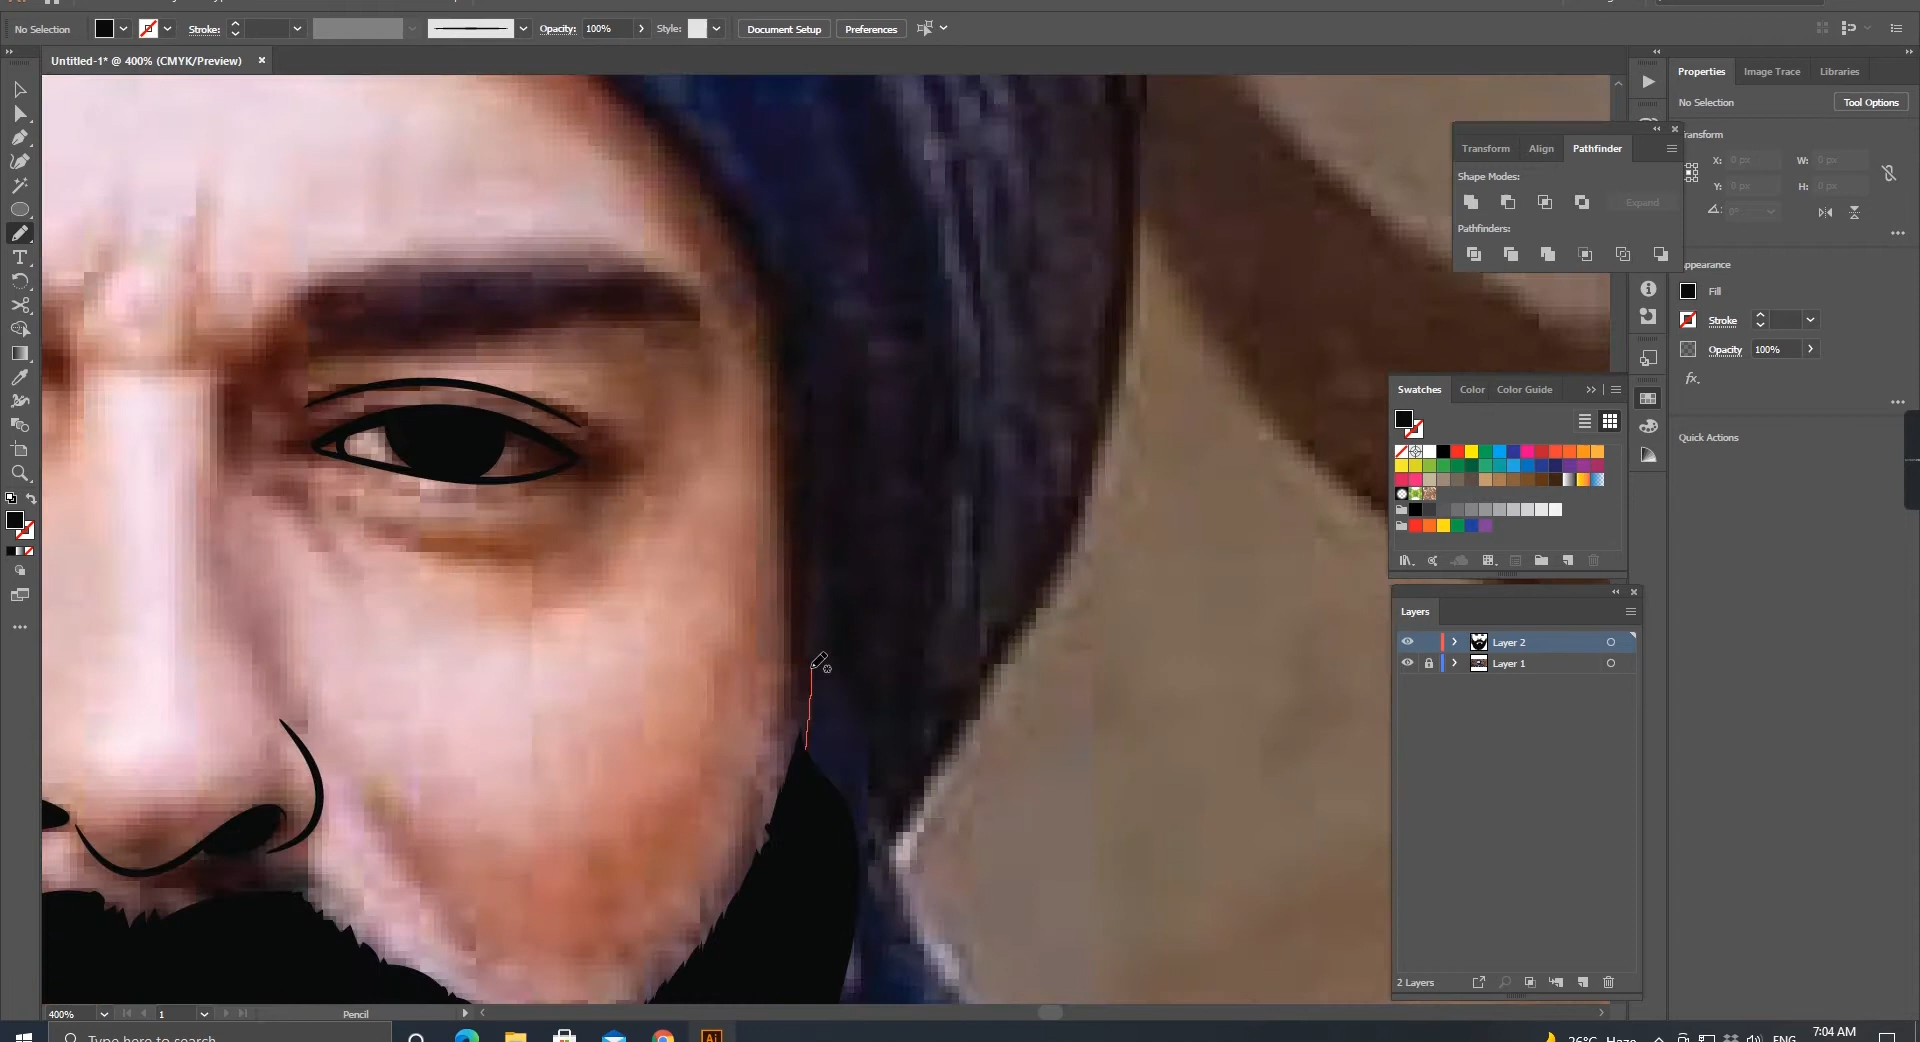 No Selection
Stroke:
Opacity: 100%
Style:
Document Setup
Preferences
Untitled-1* @ 400% (CMYK/Preview)
Properties
Image Trace
Libraries
No Selection
Tool Options
Transform
Align
Pathfinder
Transform
Shape Modes:
X: 0 px
W: 0 px
Y: 0 px
H: 0 px
Expand
0°
Pathfinders:
Appearance
Fill
Stroke
Opacity 100%
fx.
Swatches
Color
Color Guide
Quick Actions
Layers
Layer 2
Layer 1
2 Layers
400%
1
Pencil
Type here to search
Ai
26°C Haze
ENG
7:04 AM